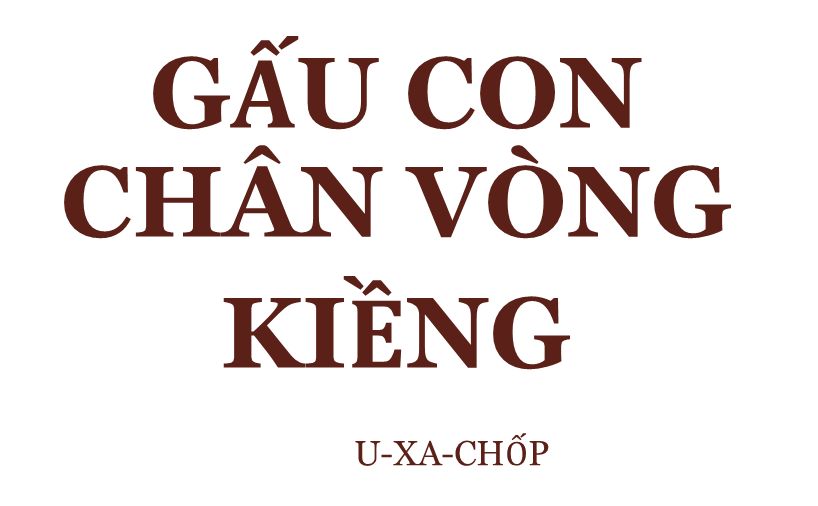 GẤU CON
CHÂN VÒNG
KIỀNG
U-XA-CHỐP